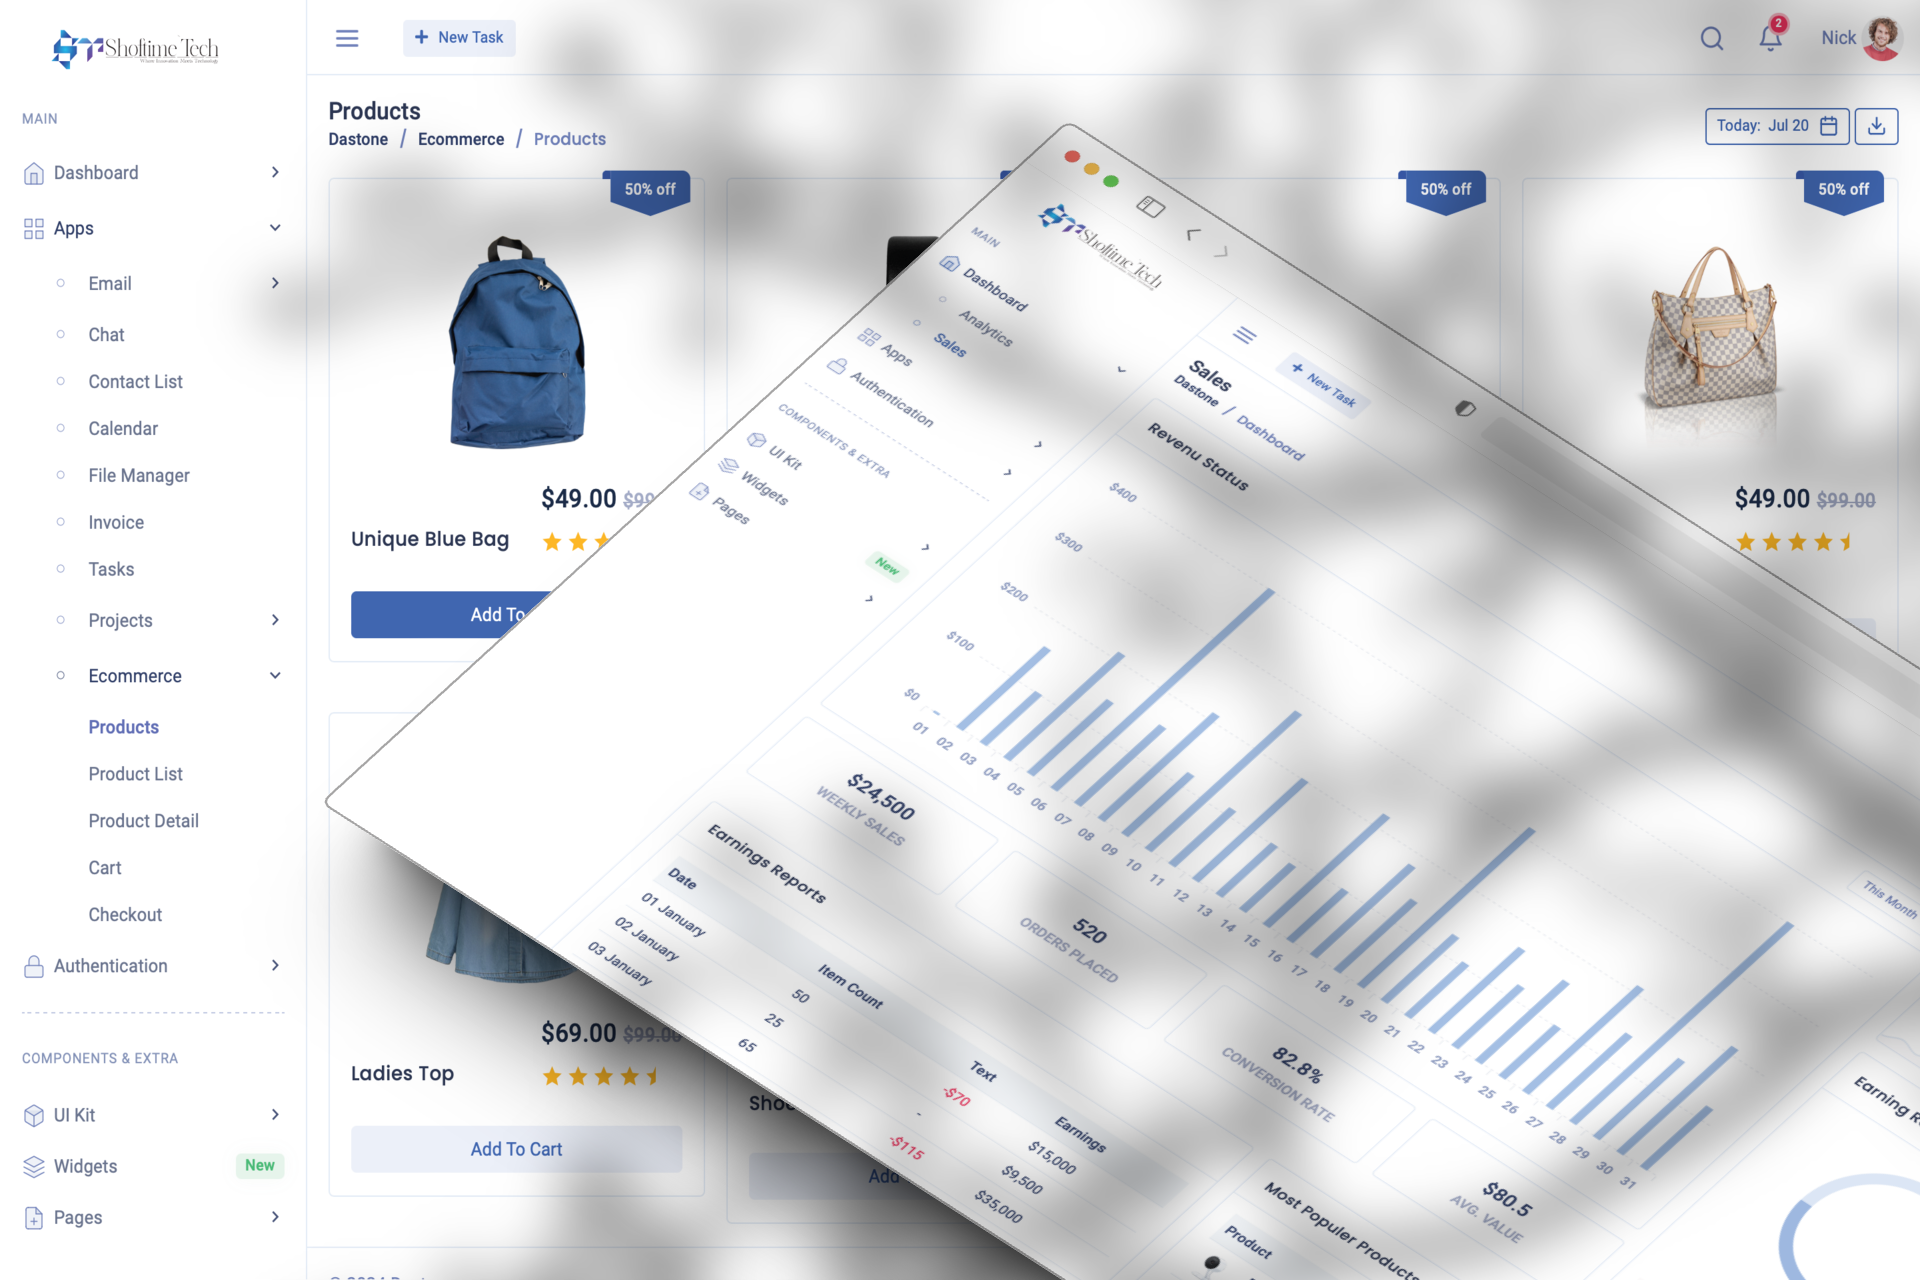 Shoftime Tech
New Task
2
Nick
MAIN
Dashboard
Apps
Email
Chat
Contact List
Calendar
File Manager
Invoice
Tasks
Projects
Ecommerce
Products
Product List
Product Detail
Cart
Checkout
Authentication
COMPONENTS & EXTRA
UI Kit
Widgets New
Pages
Products
Dastone / Ecommerce / Products
Today: Jul 20
50% off
$49.00 $99
Unique Blue Bag
Add To
50% off
50% off
$49.00 $99.00
$69.00 $99.00
Ladies Top
Add To Cart
Shoe
Add
Shoftime Tech
MAIN
Dashboard
Analytics
Sales
Apps
Authentication
COMPONENTS & EXTRA
UI Kit
Widgets
Pages
New
New Task
Sales
Dastone / Dashboard
Revenu Status
This Month
$400
$300
$200
$100
$0
01 02 03 04 05 06 07 08 09 10 11 12 13 14 15 16 17 18 19 20 21 22 23 24 25 26 27 28 29 30 31
$24,500
WEEKLY SALES
520
ORDERS PLACED
82.8%
CONVERSION RATE
$80.5
AVG. VALUE
Earnings Reports
Date Item Count Text Earnings
01 January 50 -$70 $15,000
02 January 25 - $9,500
03 January 65 -$115 $35,000
Most Populer Products
Product
Earning R